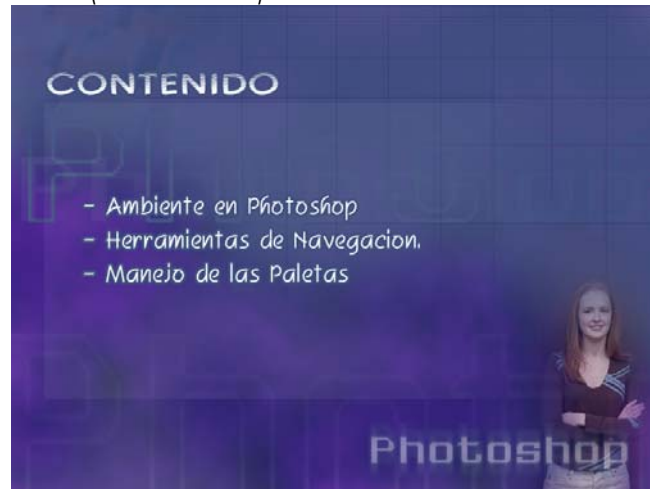 CONTENIDO
- Ambiente en Photoshop
- Herramientas de Navegacion.
- Manejo de las Paletas
Photoshop